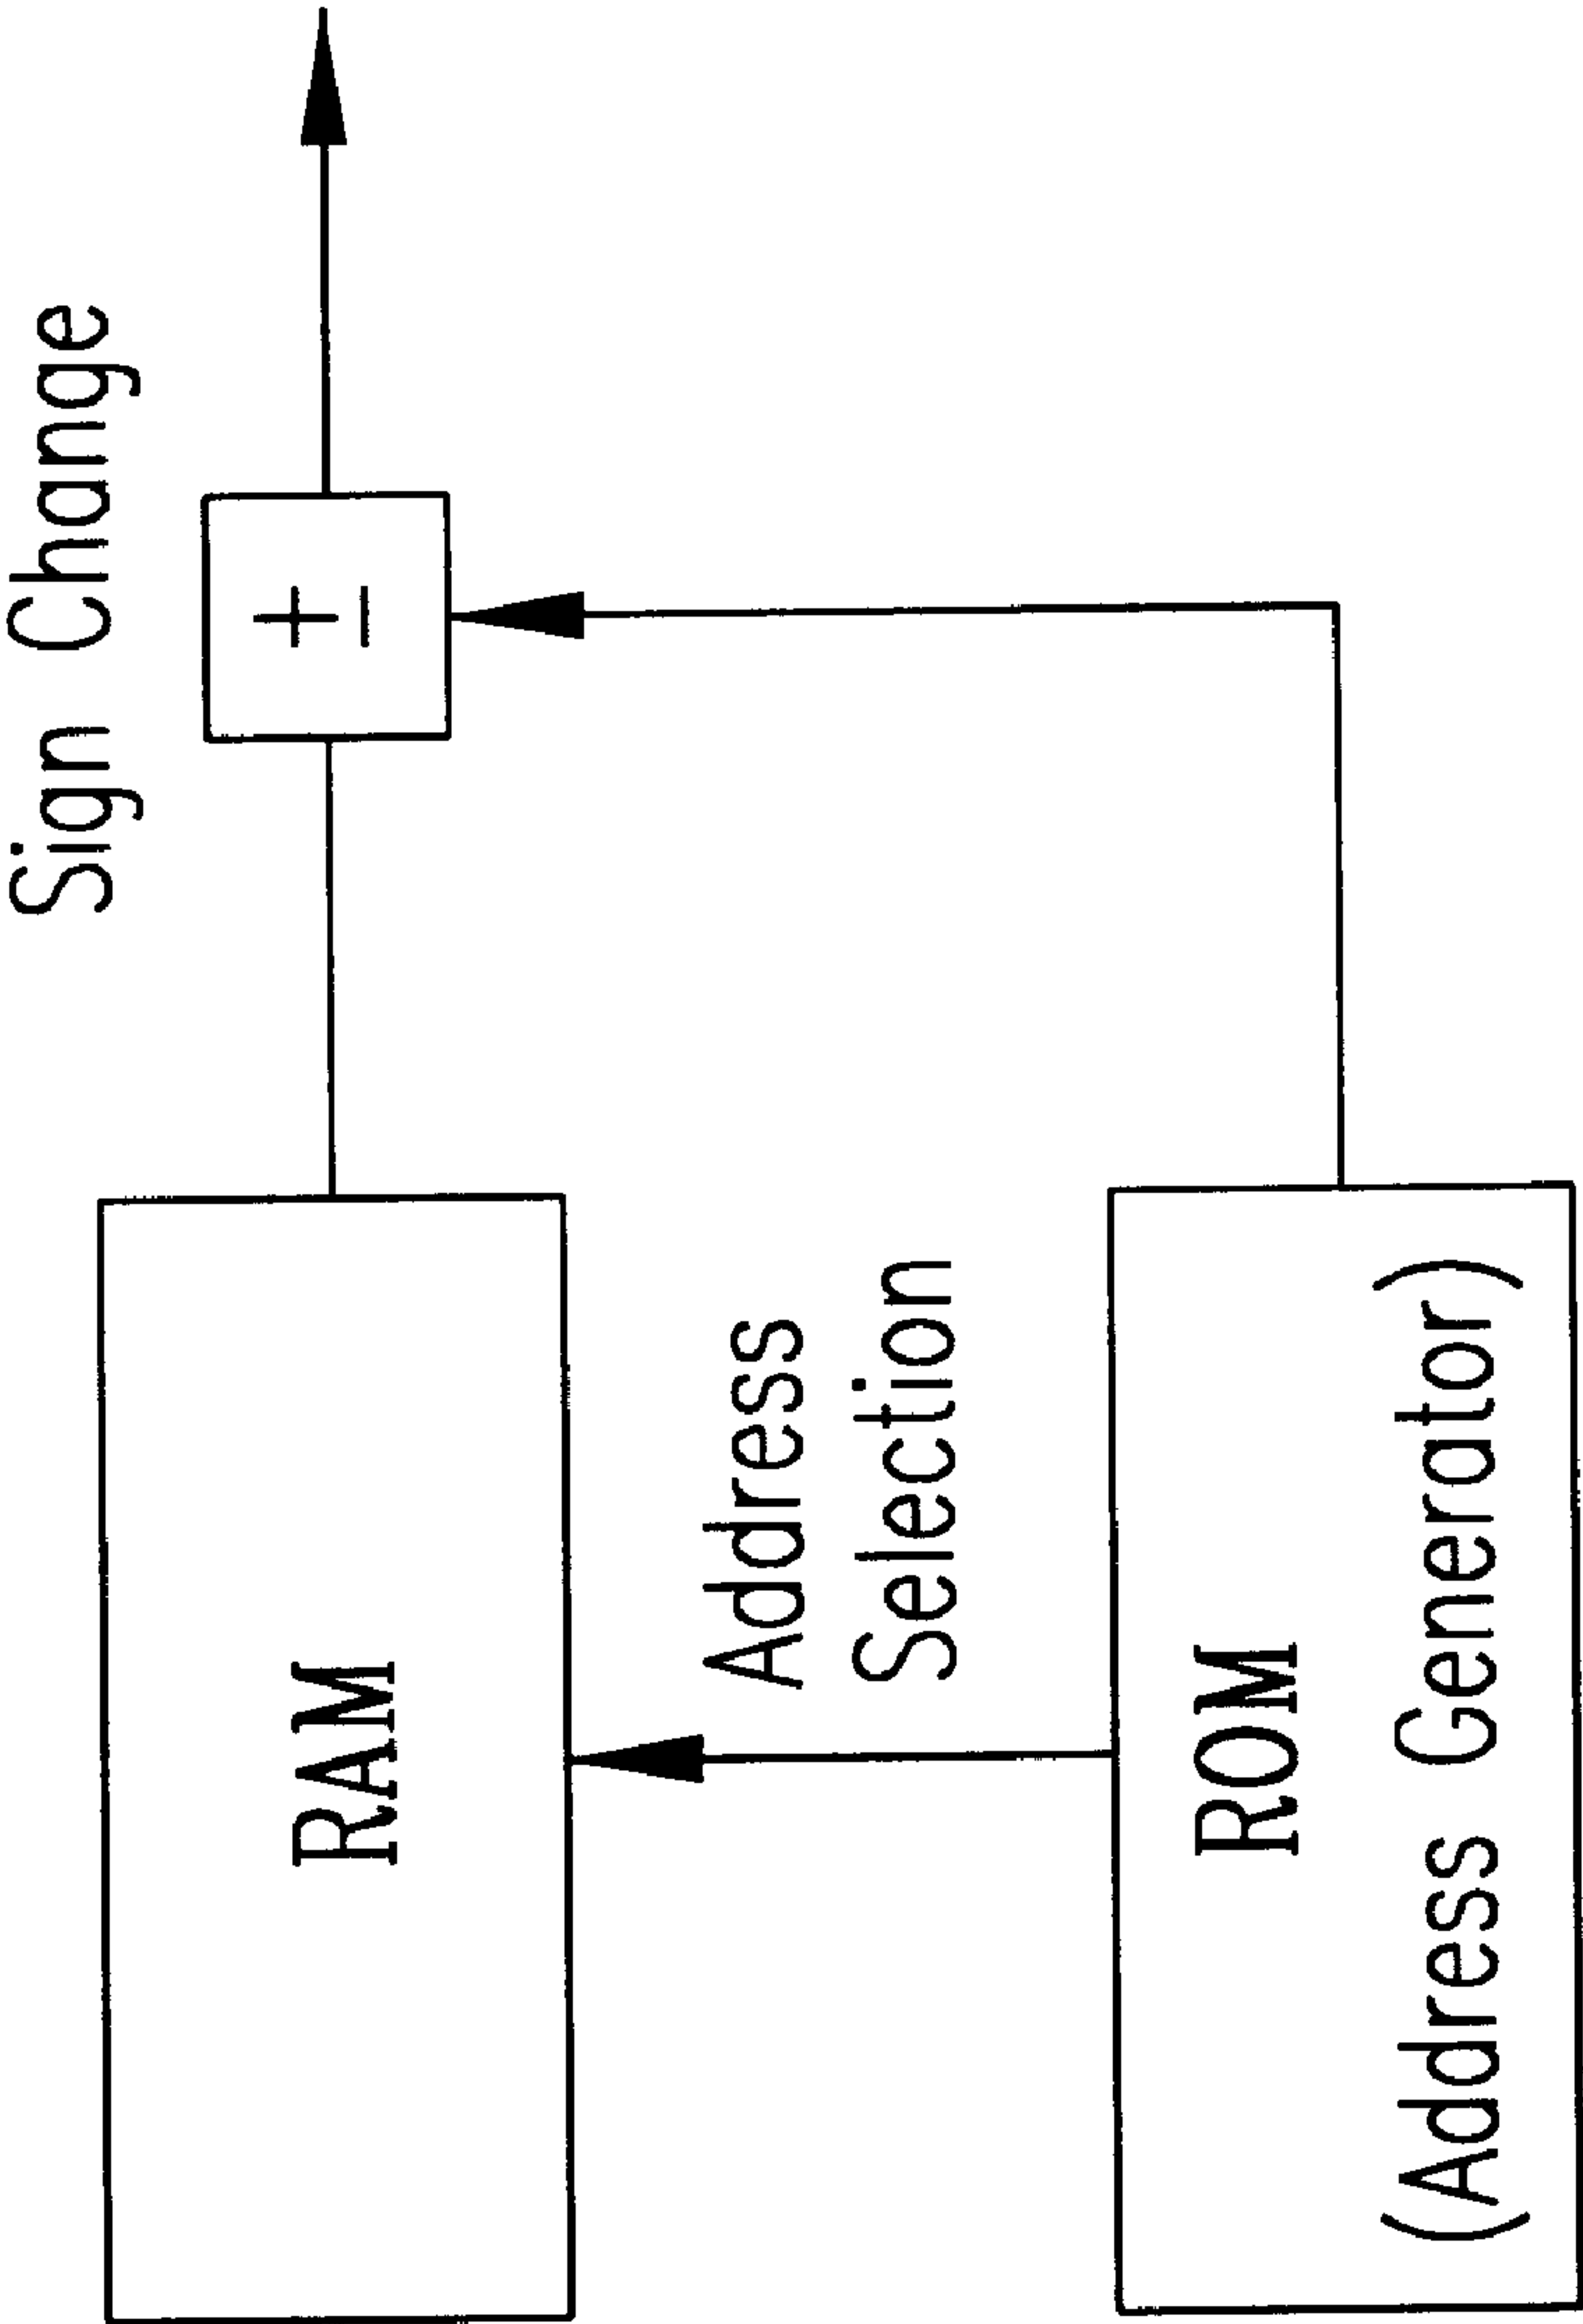 Sign Change
±
RAM
Address
Selection
ROM
(Address Generator)